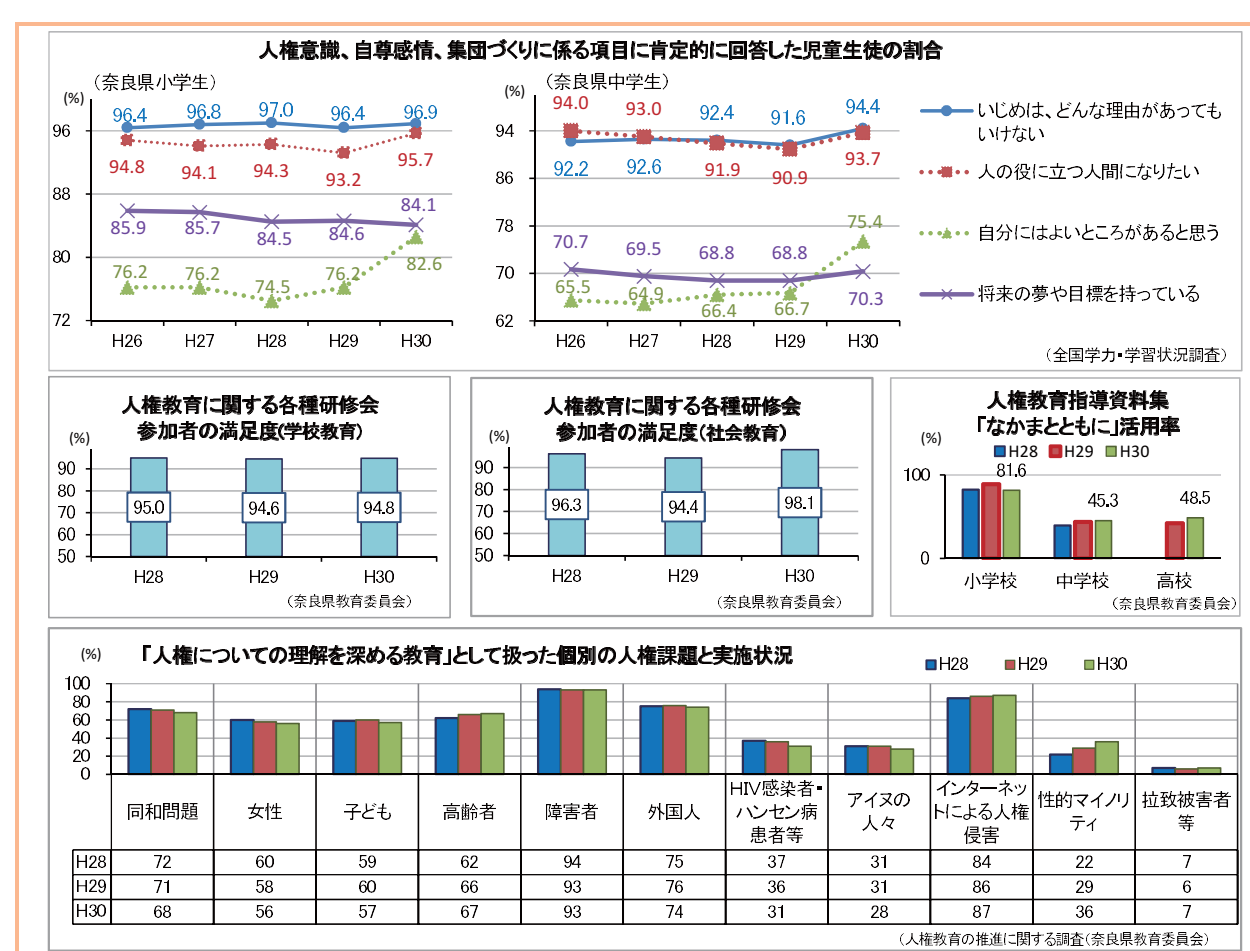 人権意識、自尊感情、集団づくりに係る項目に肯定的に回答した児童生徒の割合
（奈良県小学生）
(%)
96.4 96.8 97.0 96.4 96.9
96
94.8 94.1 94.3 93.2 95.7
88
84.1
85.9 85.7 84.5 84.6
80
76.2 76.2 74.5 76.2 82.6
72
H26 H27 H28 H29 H30
（奈良県中学生）
(%)
94.0 93.0 92.4 91.6 94.4
94
92.2 92.6 91.9 90.9 93.7
86
78
75.4
70.7 69.5 68.8 68.8
70
65.5 64.9 66.4 66.7 70.3
62
H26 H27 H28 H29 H30
いじめは、どんな理由があっても
いけない
人の役に立つ人間になりたい
自分にはよいところがあると思う
将来の夢や目標を持っている
（全国学力・学習状況調査）
人権教育に関する各種研修会
参加者の満足度(学校教育)
(%)
90
80
70
60
50
95.0 94.6 94.8
H28 H29 H30
（奈良県教育委員会）
人権教育に関する各種研修会
参加者の満足度(社会教育)
(%)
90
80
70
60
50
96.3 94.4 98.1
H28 H29 H30
（奈良県教育委員会）
人権教育指導資料集
「なかまとともに」活用率
(%)
H28 H29 H30
100
81.6
45.3 48.5
0
小学校 中学校 高校
（奈良県教育委員会）
(%) 「人権についての理解を深める教育」として扱った個別の人権課題と実施状況
H28 H29 H30
100
80
60
40
20
0
同和問題 女性 子ども 高齢者 障害者 外国人 HIV感染者・ハンセン病患者等 アイヌの人々 インターネットによる人権侵害 性的マイノリティ 拉致被害者等
H28 72 60 59 62 94 75 37 31 84 22 7
H29 71 58 60 66 93 76 36 31 86 29 6
H30 68 56 57 67 93 74 31 28 87 36 7
（人権教育の推進に関する調査（奈良県教育委員会）